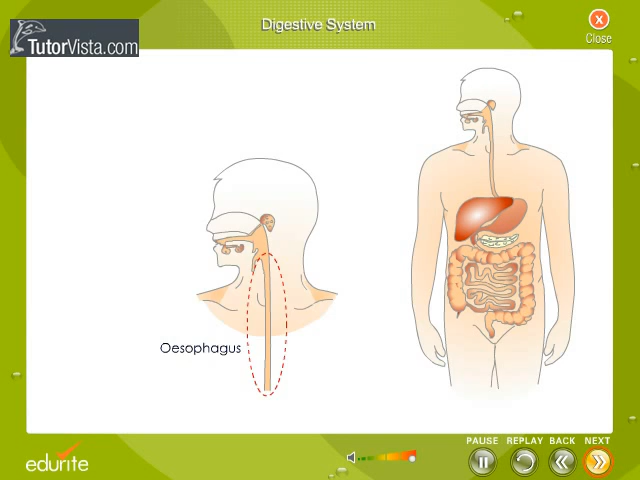 Digestive System
TutorVista.com
Close
Oesophagus
PAUSE REPLAY BACK NEXT
edurite